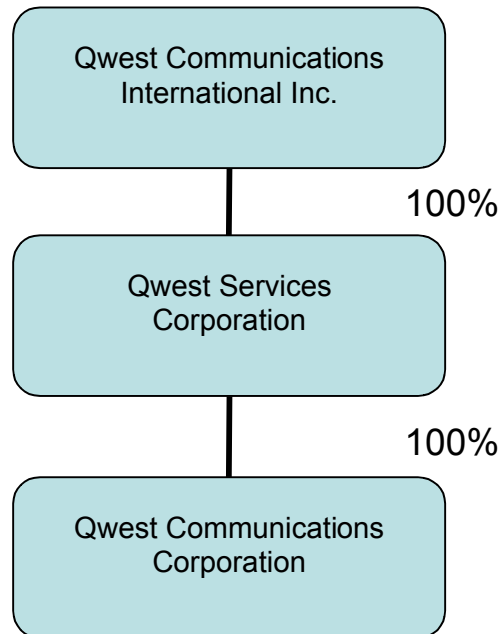 Qwest Communications
International Inc.
100%
Qwest Services
Corporation
100%
Qwest Communications
Corporation